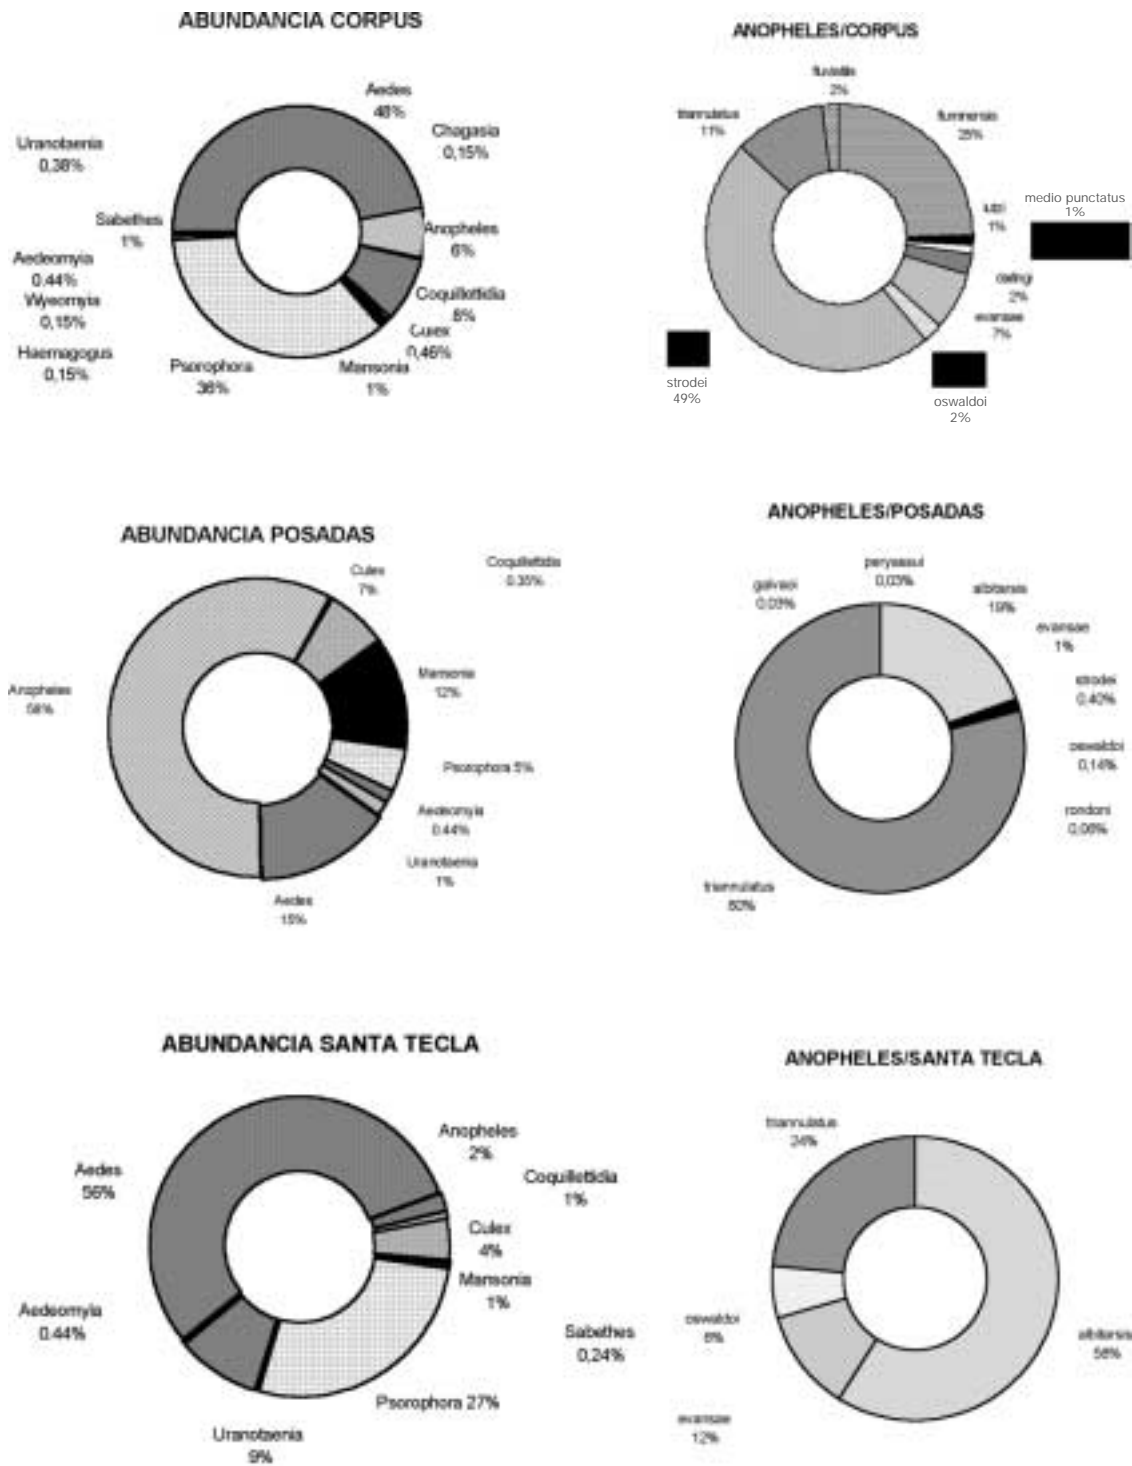 ABUNDANCIA CORPUS
Aedes
48%
Chagasia
0,15%
Anopheles
6%
Coquillettidia
8%
Culex
0,46%
Mansonia
1%
Psorophora
36%
Haemagogus
0,15%
Wyeomyia
0,15%
Aedeomyia
0.44%
Sabethes
1%
Uranotaenia
0,38%
ANOPHELES/CORPUS
fluviatilis
2%
fluminensis
25%
lutzi
1%
medio punctatus
1%
darlingi
2%
evansae
7%
oswaldoi
2%
strodei
49%
triannulatus
11%
ABUNDANCIA POSADAS
Culex
7%
Coquillettidia
0.35%
Mansonia
12%
Psorophora 5%
Aedeomyia
0.44%
Uranotaenia
1%
Aedes
15%
Anopheles
58%
ANOPHELES/POSADAS
peryassui
0,03%
albitarsis
19%
evansae
1%
strodei
0,40%
oswaldoi
0,14%
rondoni
0,06%
triannulatus
80%
galvaoi
0,03%
ABUNDANCIA SANTA TECLA
Anopheles
2%
Coquillettidia
1%
Culex
4%
Mansonia
1%
Sabethes
0,24%
Psorophora 27%
Uranotaenia
9%
Aedeomyia
0.44%
Aedes
56%
ANOPHELES/SANTA TECLA
triannulatus
24%
albitarsis
58%
evansae
12%
oswaldoi
6%